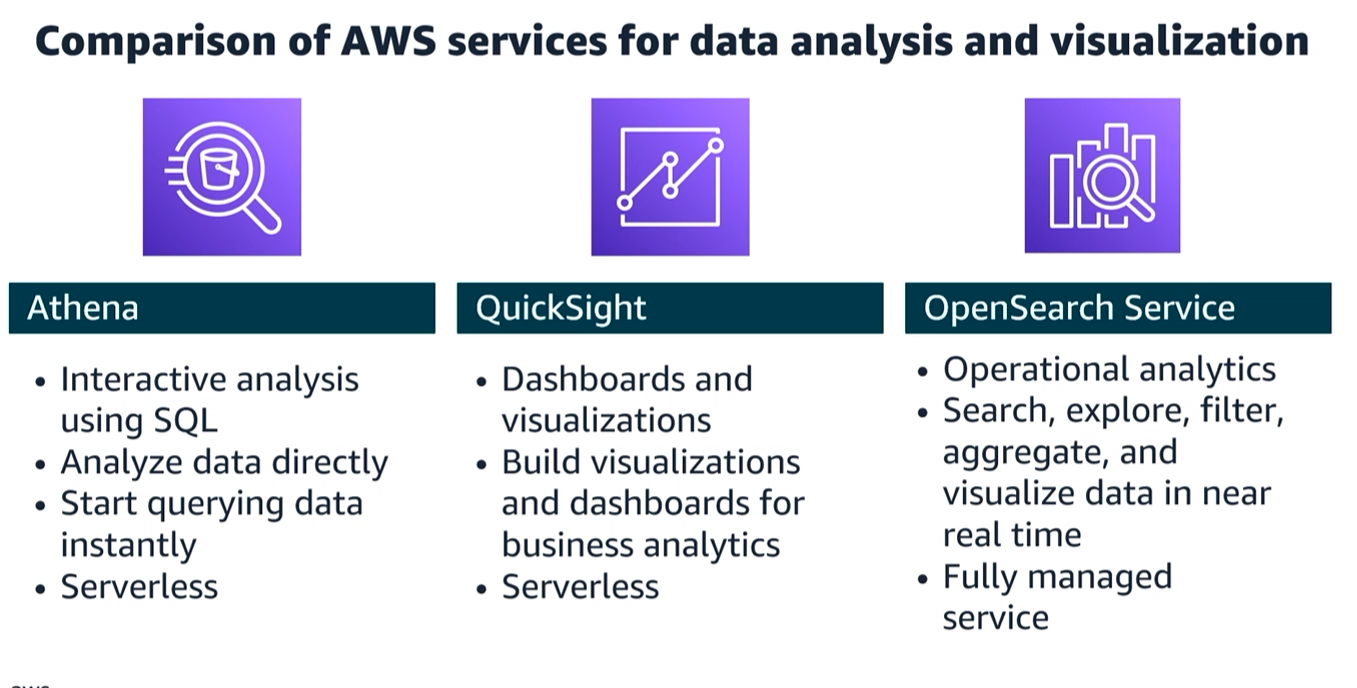 Comparison of AWS services for data analysis and visualization
Athena
• Interactive analysis
using SQL
• Analyze data directly
• Start querying data
instantly
• Serverless
QuickSight
• Dashboards and
visualizations
• Build visualizations
and dashboards for
business analytics
• Serverless
OpenSearch Service
• Operational analytics
• Search, explore, filter,
aggregate, and
visualize data in near
real time
• Fully managed
service